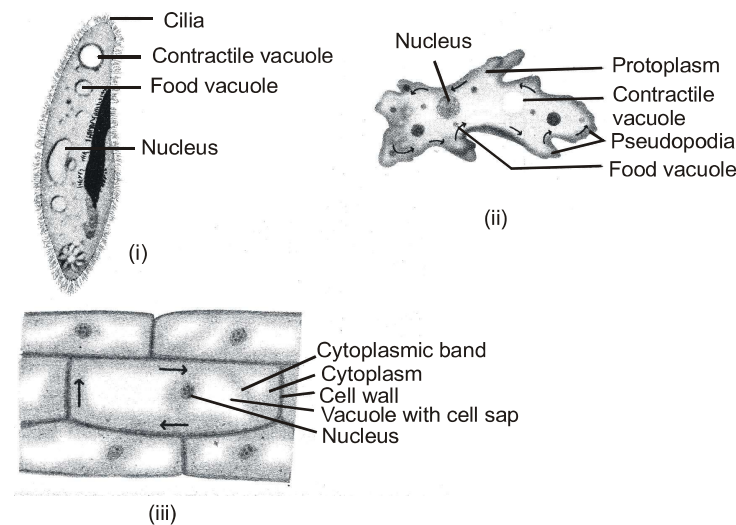 Cilia
Contractile vacuole
Food vacuole
Nucleus
(i)
Nucleus
Protoplasm
Contractile
vacuole
Pseudopodia
Food vacuole
(ii)
Cytoplasmic band
Cytoplasm
Cell wall
Vacuole with cell sap
Nucleus
(iii)